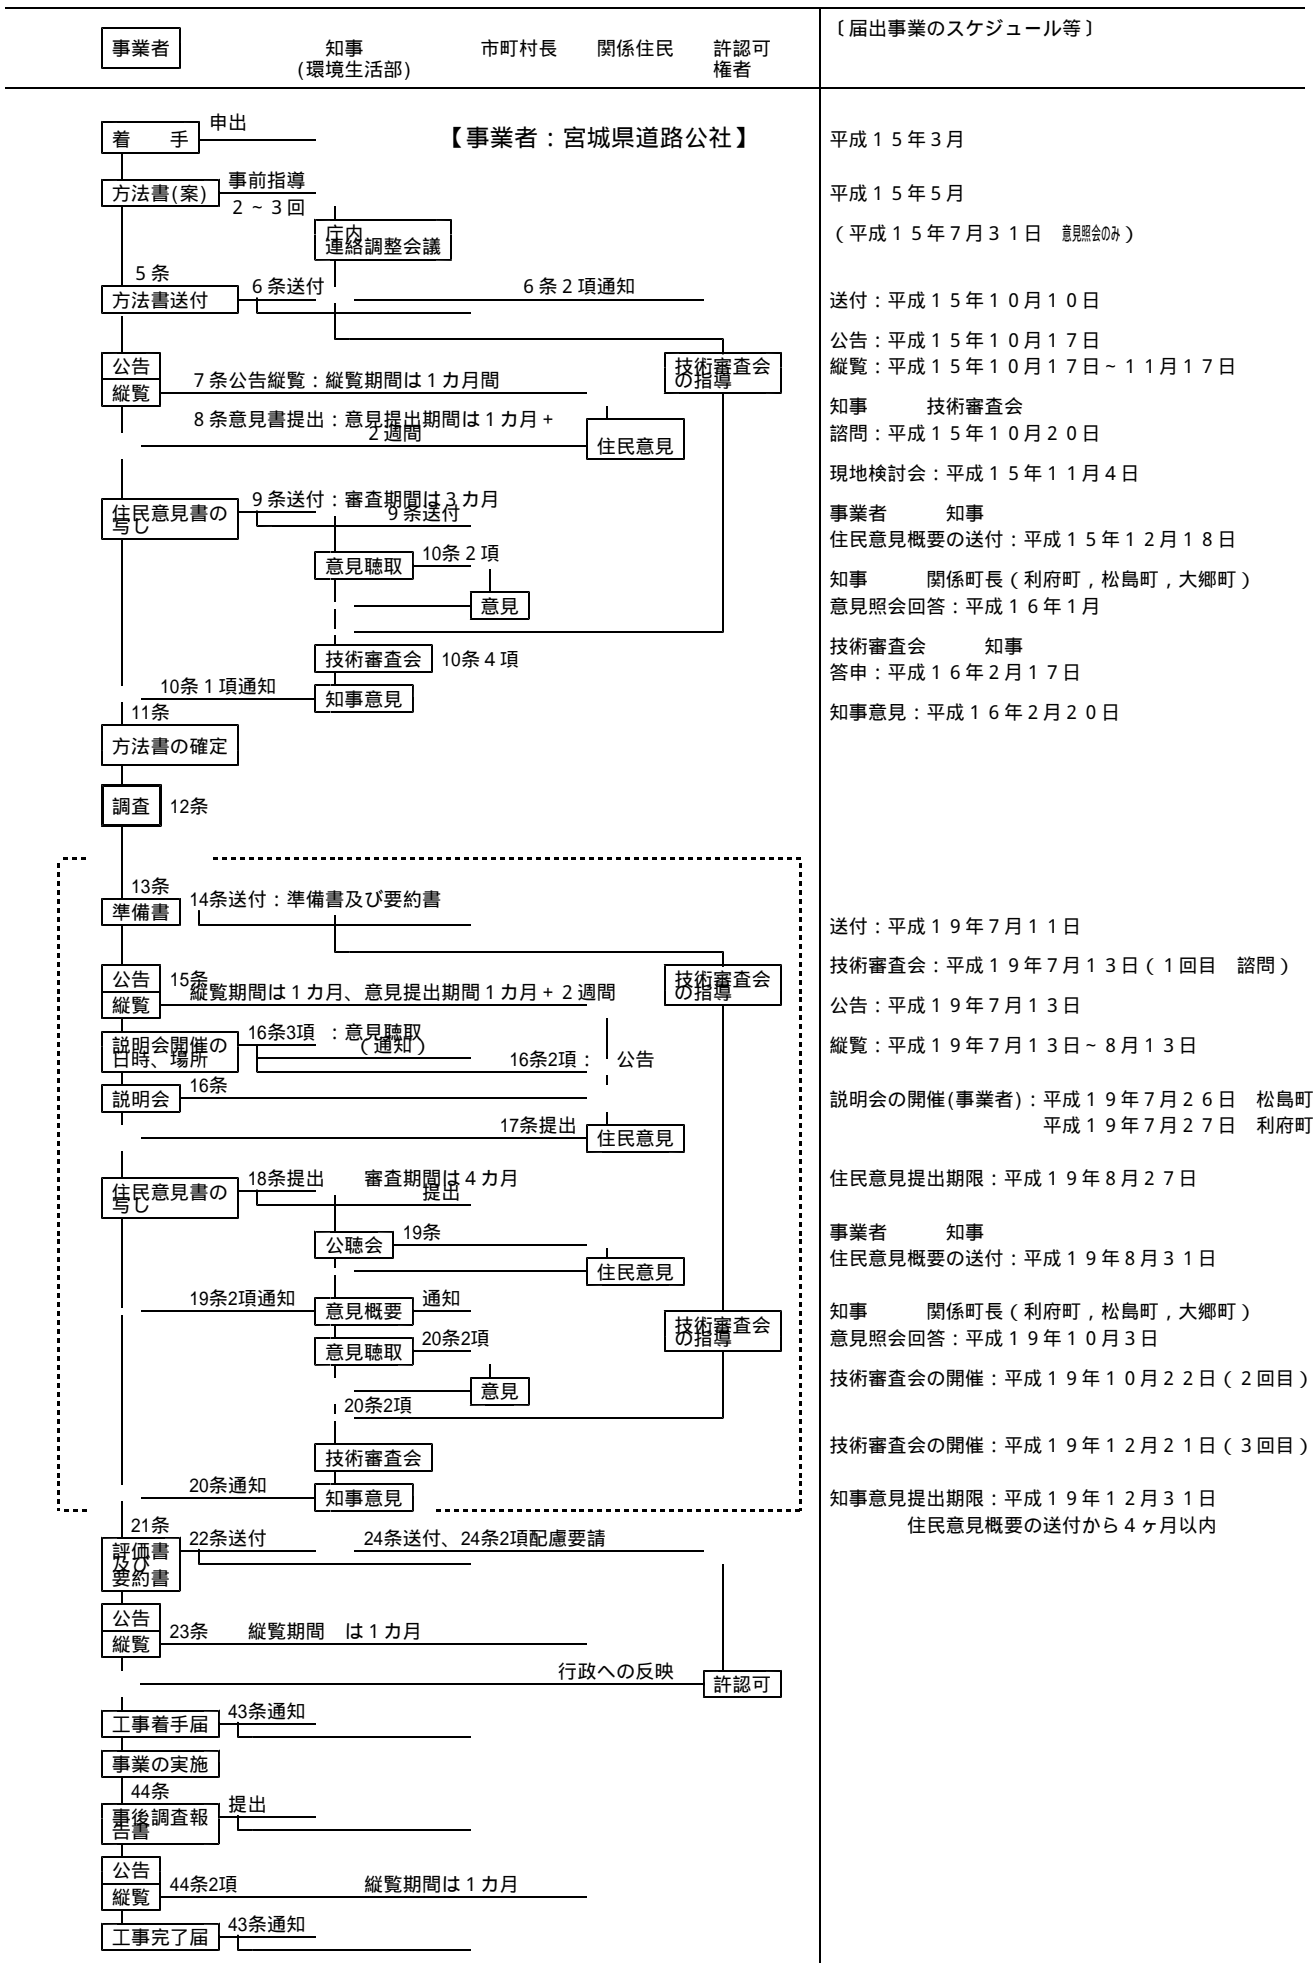 〔届出事業のスケジュール等〕
事業者 知事 市町村長 関係住民 許認可
(環境生活部) 権者
申出
着　　手 【事業者：宮城県道路公社】 平成１５年３月
事前指導
方法書(案) 平成１５年５月
２～３回
庁内 （平成１５年７月３１日　意見照会のみ）
連絡調整会議
５条
６条送付 ６条２項通知
方法書送付 送付：平成１５年１０月１０日
公告：平成１５年１０月１７日
公告 技術審査会 縦覧：平成１５年１０月１７日～１１月１７日
の指導
縦覧 ７条公告縦覧：縦覧期間は１カ月間
知事 技術審査会
８条意見書提出：意見提出期間は１カ月＋
２週間 諮問：平成１５年１０月２０日
住民意見
現地検討会：平成１５年１１月４日
９条送付：審査期間は３カ月
住民意見書の ９条送付 事業者 知事
写し
住民意見概要の送付：平成１５年１２月１８日
意見聴取 10条２項
知事 関係町長（利府町，松島町，大郷町）
意見 意見照会回答：平成１６年１月
技術審査会 知事
技術審査会 10条４項
答申：平成１６年２月１７日
10条１項通知 知事意見
11条 知事意見：平成１６年２月２０日
方法書の確定
調査 12条
13条
14条送付：準備書及び要約書
準備書
送付：平成１９年７月１１日
技術審査会：平成１９年７月１３日（１回目　諮問）
公告 15条 技術審査会
の指導
縦覧 縦覧期間は１カ月、意見提出期間１カ月＋２週間
公告：平成１９年７月１３日
16条3項 ：意見聴取
説明会開催の （通知） 縦覧：平成１９年７月１３日～８月１３日
日時、場所 16条2項： 公告
16条
説明会 説明会の開催(事業者)：平成１９年７月２６日　松島町
平成１９年７月２７日　利府町
17条提出 住民意見
18条提出 審査期間は４カ月 住民意見提出期限：平成１９年８月２７日
住民意見書の 提出
写し
事業者 知事
公聴会 19条
住民意見概要の送付：平成１９年８月３１日
住民意見
19条2項通知 意見概要 通知
知事 関係町長（利府町，松島町，大郷町）
技術審査会
の指導
意見聴取 20条2項 意見照会回答：平成１９年１０月３日
意見 技術審査会の開催：平成１９年１０月２２日（２回目）
20条2項
技術審査会の開催：平成１９年１２月２１日（３回目）
技術審査会
20条通知
知事意見 知事意見提出期限：平成１９年１２月３１日
21条 住民意見概要の送付から４ヶ月以内
22条送付 24条送付、24条2項配慮要請
評価書
及び
要約書
公告
縦覧 23条 縦覧期間　は１カ月
行政への反映 許認可
工事着手届 43条通知
事業の実施
44条
提出
事後調査報
告書
公告
縦覧 44条2項 縦覧期間は１カ月
工事完了届 43条通知